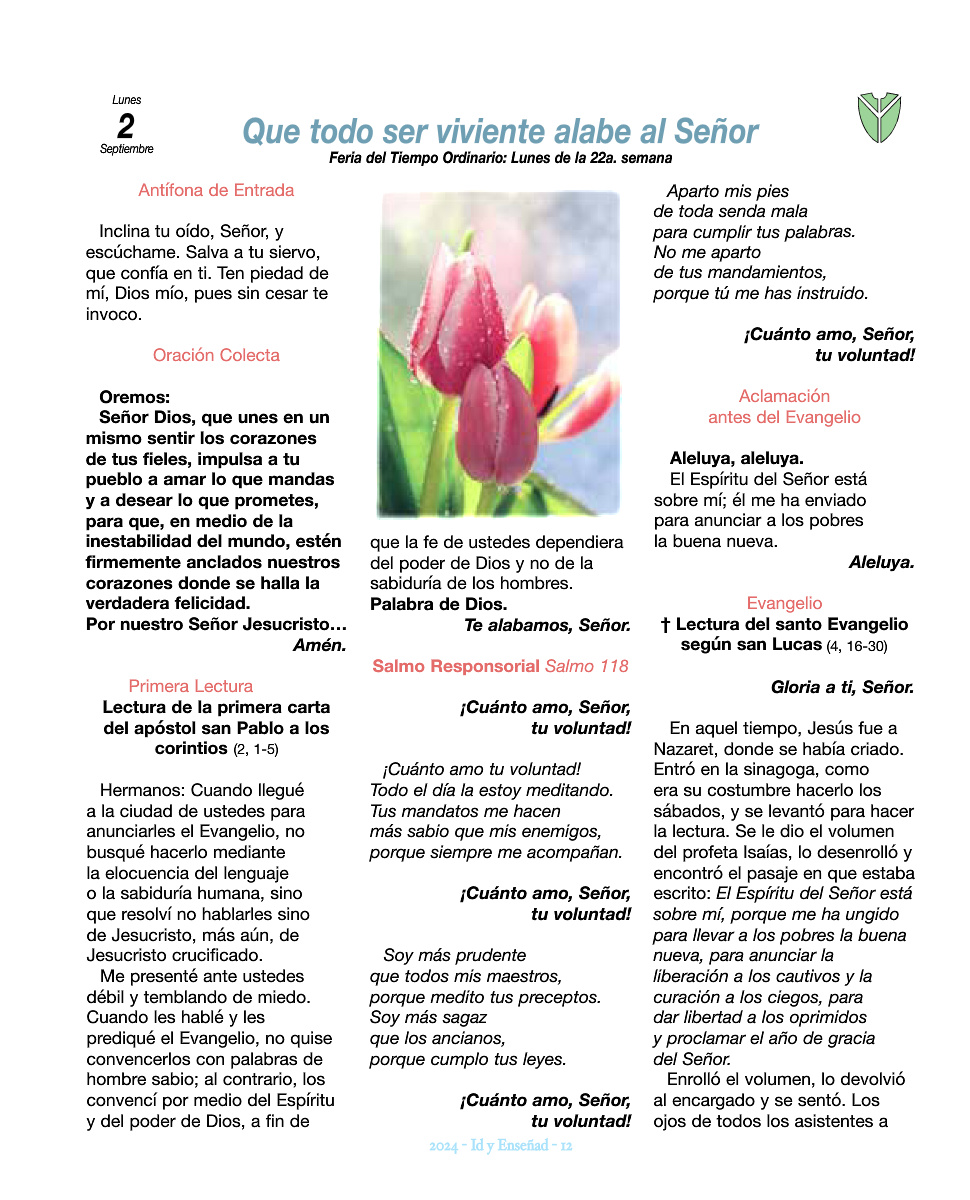 Lunes
2
Septiembre
Que todo ser viviente alabe al Señor
Feria del Tiempo Ordinario: Lunes de la 22a. semana
Antífona de Entrada
Inclina tu oído, Señor, y
escúchame. Salva a tu siervo,
que confía en ti. Ten piedad de
mí, Dios mío, pues sin cesar te
invoco.
Oración Colecta
Oremos:
Señor Dios, que unes en un
mismo sentir los corazones
de tus fieles, impulsa a tu
pueblo a amar lo que mandas
y a desear lo que prometes,
para que, en medio de la
inestabilidad del mundo, estén
firmemente anclados nuestros
corazones donde se halla la
verdadera felicidad.
Por nuestro Señor Jesucristo…
Amén.
Primera Lectura
Lectura de la primera carta
del apóstol san Pablo a los
corintios (2, 1-5)
Hermanos: Cuando llegué
a la ciudad de ustedes para
anunciarles el Evangelio, no
busqué hacerlo mediante
la elocuencia del lenguaje
o la sabiduría humana, sino
que resolví no hablarles sino
de Jesucristo, más aún, de
Jesucristo crucificado.
Me presenté ante ustedes
débil y temblando de miedo.
Cuando les hablé y les
prediqué el Evangelio, no quise
convencerlos con palabras de
hombre sabio; al contrario, los
convencí por medio del Espíritu
y del poder de Dios, a fin de
que la fe de ustedes dependiera
del poder de Dios y no de la
sabiduría de los hombres.
Palabra de Dios.
Te alabamos, Señor.
Salmo Responsorial Salmo 118
¡Cuánto amo, Señor,
tu voluntad!
¡Cuánto amo tu voluntad!
Todo el día la estoy meditando.
Tus mandatos me hacen
más sabio que mis enemigos,
porque siempre me acompañan.
¡Cuánto amo, Señor,
tu voluntad!
Soy más prudente
que todos mis maestros,
porque medito tus preceptos.
Soy más sagaz
que los ancianos,
porque cumplo tus leyes.
¡Cuánto amo, Señor,
tu voluntad!
Aparto mis pies
de toda senda mala
para cumplir tus palabras.
No me aparto
de tus mandamientos,
porque tú me has instruido.
¡Cuánto amo, Señor,
tu voluntad!
Aclamación
antes del Evangelio
Aleluya, aleluya.
El Espíritu del Señor está
sobre mí; él me ha enviado
para anunciar a los pobres
la buena nueva.
Aleluya.
Evangelio
† Lectura del santo Evangelio
según san Lucas (4, 16-30)
Gloria a ti, Señor.
En aquel tiempo, Jesús fue a
Nazaret, donde se había criado.
Entró en la sinagoga, como
era su costumbre hacerlo los
sábados, y se levantó para hacer
la lectura. Se le dio el volumen
del profeta Isaías, lo desenrolló y
encontró el pasaje en que estaba
escrito: El Espíritu del Señor está
sobre mí, porque me ha ungido
para llevar a los pobres la buena
nueva, para anunciar la
liberación a los cautivos y la
curación a los ciegos, para
dar libertad a los oprimidos
y proclamar el año de gracia
del Señor.
Enrolló el volumen, lo devolvió
al encargado y se sentó. Los
ojos de todos los asistentes a
2024 - Id y Enseñad - 12